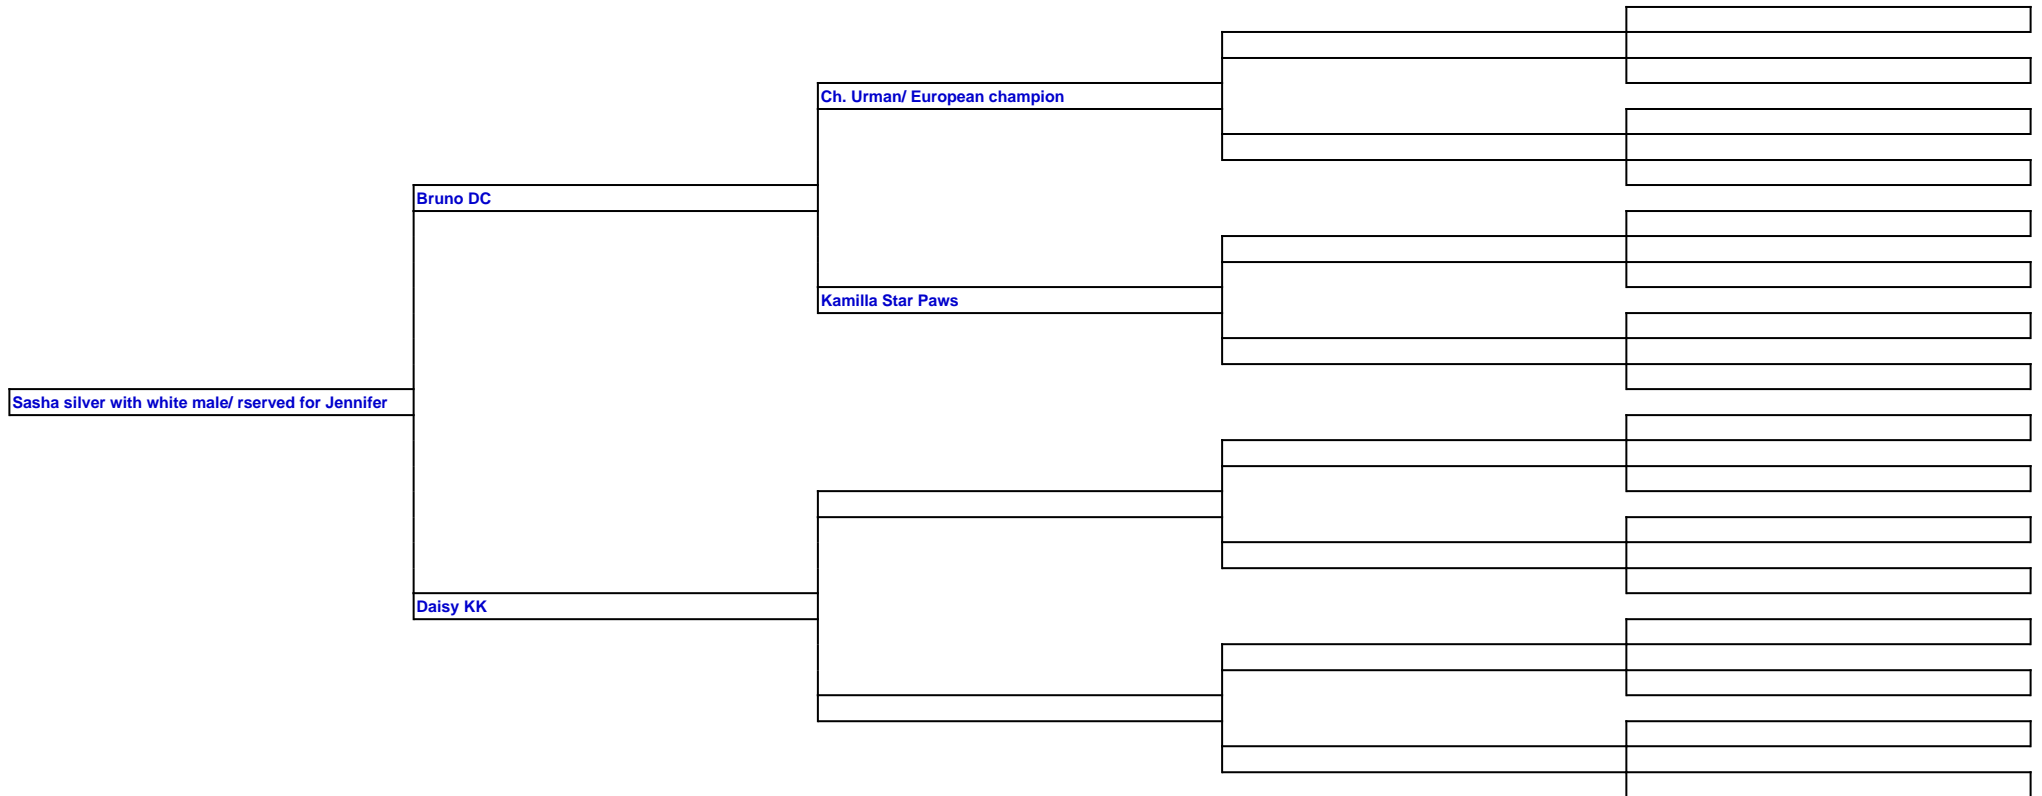 Ch. Urman/ European champion
Bruno DC
Kamilla Star Paws
Sasha silver with white male/ rserved for Jennifer
Daisy KK